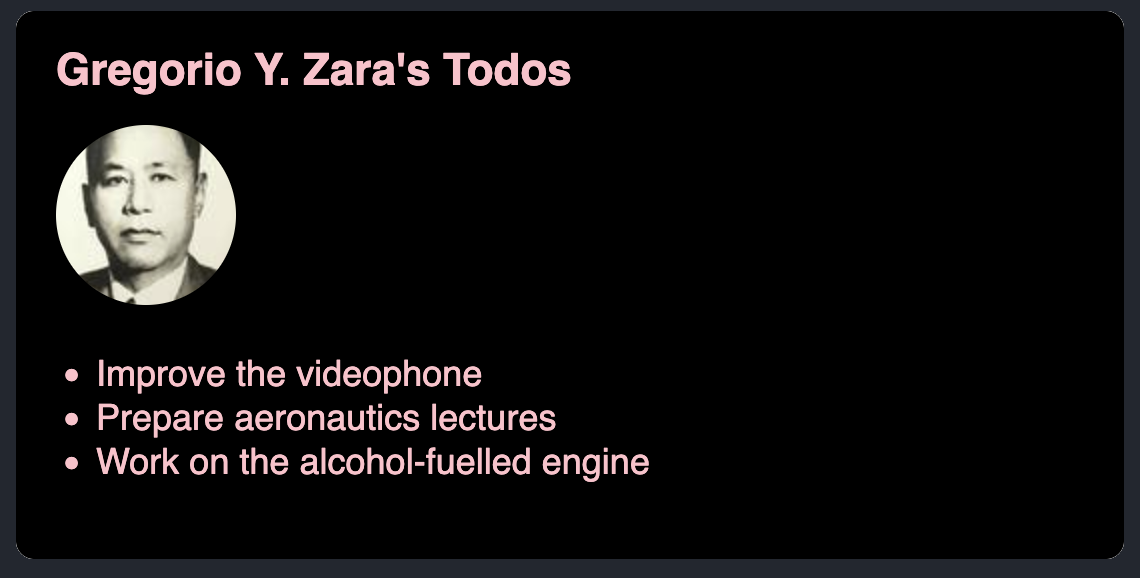 Gregorio Y. Zara's Todos
Improve the videophone
Prepare aeronautics lectures
Work on the alcohol-fuelled engine